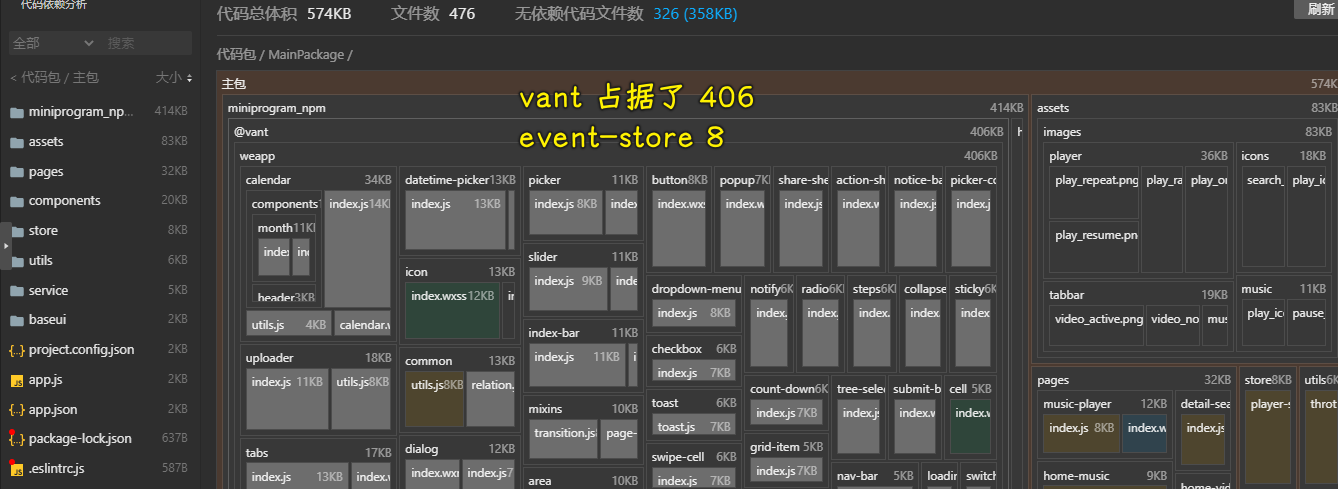 代码依赖分析
代码总体积 574KB 文件数 476 无依赖代码文件数 326 (358KB)
刷新
全部 搜索
代码包 / MainPackage /
< 代码包 / 主包 大小
miniprogram_np... 414KB
assets 83KB
pages 32KB
components 20KB
store 8KB
utils 6KB
service 5KB
baseui 2KB
project.config.json 2KB
app.js 2KB
app.json 2KB
package-lock.json 637B
.eslintrc.js 587B
主包 574K
vant 占据了 406
event-store 8
miniprogram_npm 414KB
@vant 406KB
weapp 406KB
calendar 34KB
components
index.js 14K
month 11K
header 3KB
utils.js 4KB
calendar.
uploader 18KB
index.js 11KB
utils.js 8KB
tabs 17KB
index.js 13KB
index.
datetime-picker 13KB
index.js 13KB
icon 13KB
index.wxss 12KB
common 13KB
utils.js 8KB
relation.
dialog 12KB
index.wx
index.js 7
picker 11KB
index.js 8KB
index
slider 11KB
index.js 9KB
inde
index-bar 11KB
index.js 11KB
mixins 10KB
transition.js
page-
area 10KB
button 8KB
index.wx
popup 7K
index.w
share-she
index.js
action-sh
index.w
notice-ba
index.js
picker-co
index.j
dropdown-menu
index.js 8KB
checkbox 6KB
index.js 7KB
toast 6KB
toast.js 7KB
swipe-cell 6KB
index.js 7KB
notify 6K
index.
radio 6K
index.
steps 6K
index.
collapse
index.
sticky 6K
index.
count-down 6K
index.js 7KB
grid-item 5KB
index.js 7KB
tree-sele
index.js
submit-b
index.w
cell 5KB
index.w
nav-bar 5KB
loadin
switch
assets 83KB
images 83KB
player 36KB
play_repeat.png
play_ra
play_or
play_resume.pn
icons 18KB
search_
play_ic
tabbar 19KB
video_active.png
video_no
mus
music 11KB
play_ic
pause_
pages 32KB
music-player 12KB
index.js 8KB
index.w
detail-sea
index.js
home-music 9KB
store 8KB
player-s
utils 6
throt